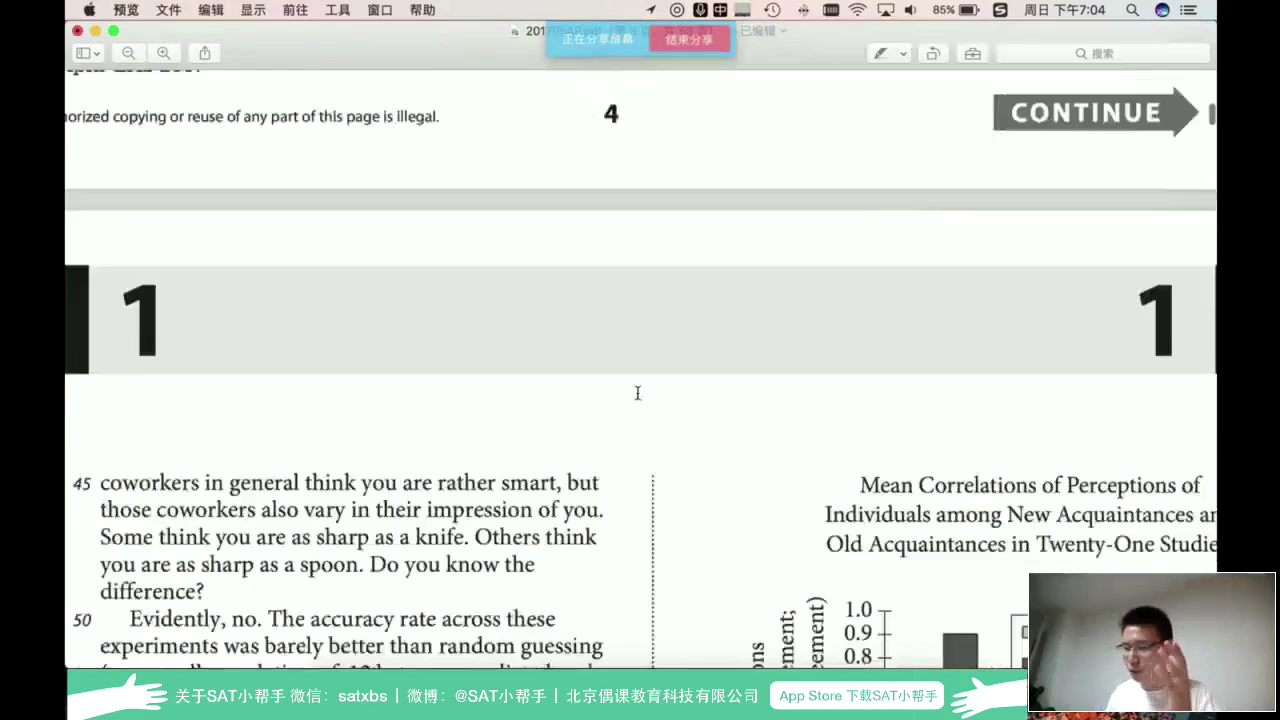 预览 文件 编辑 显示 前往 工具 窗口 帮助
中 85% 周日 下午7:04
正在分享屏幕 结束分享
已编辑
搜索
orized copying or reuse of any part of this page is illegal.
4
CONTINUE
1
1
45 coworkers in general think you are rather smart, but
those coworkers also vary in their impression of you.
Some think you are as sharp as a knife. Others think
you are as sharp as a spoon. Do you know the
difference?
50 Evidently, no. The accuracy rate across these
experiments was barely better than random guessing
Mean Correlations of Perceptions of
Individuals among New Acquaintances an
Old Acquaintances in Twenty-One Studie
1.0
0.9
0.8
关于SAT小帮手 微信：satxbs | 微博：@SAT小帮手 | 北京偶课教育科技有限公司
App Store 下载SAT小帮手